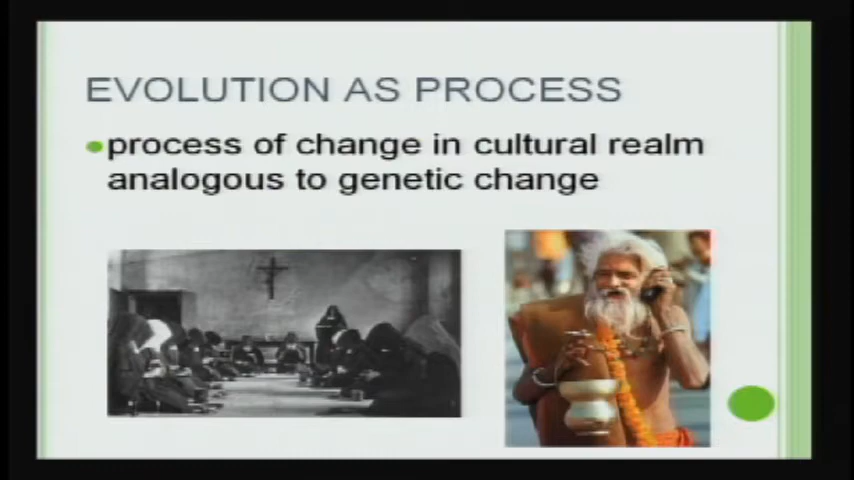 EVOLUTION AS PROCESS
process of change in cultural realm
analogous to genetic change